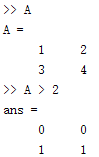 >> A
A =
1 2
3 4
>> A > 2
ans =
0 0
1 1